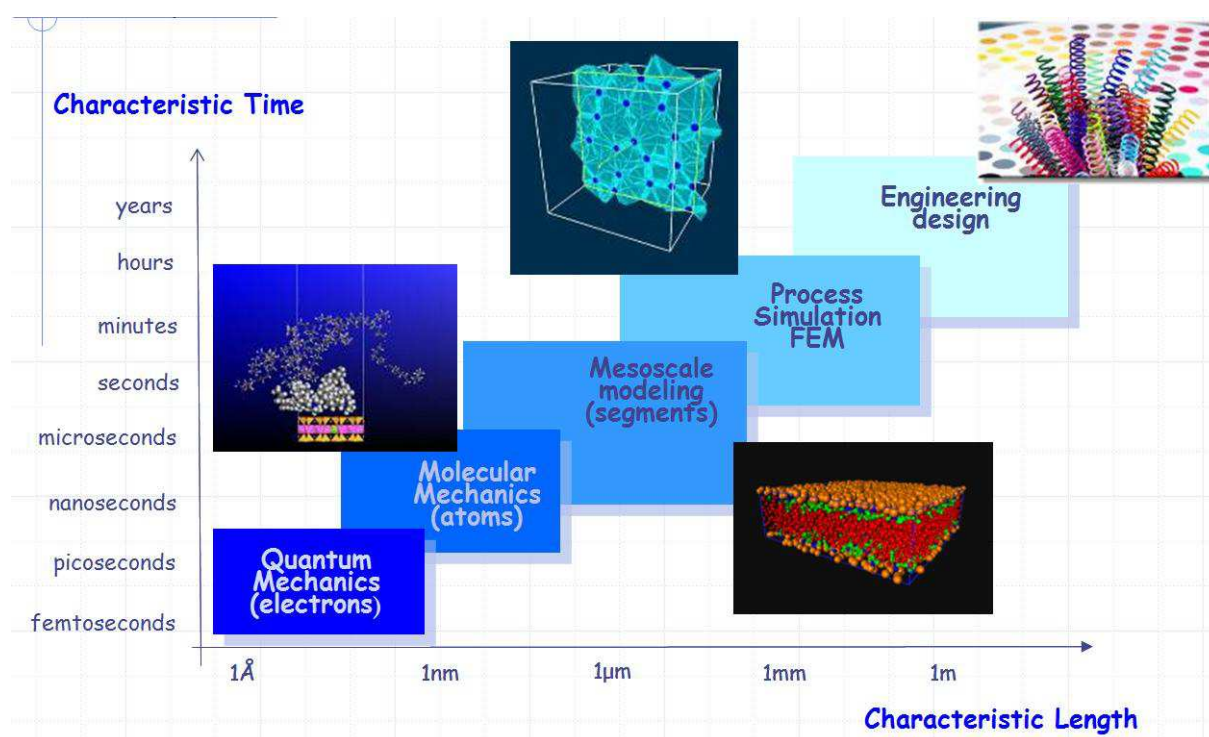 Characteristic Time
years
hours
minutes
seconds
microseconds
nanoseconds
picoseconds
femtoseconds
Engineering
design
Process
Simulation
FEM
Mesoscale
modeling
(segments)
Molecular
Mechanics
(atoms)
Quantum
Mechanics
(electrons)
1Å
1nm
1μm
1mm
1m
Characteristic Length